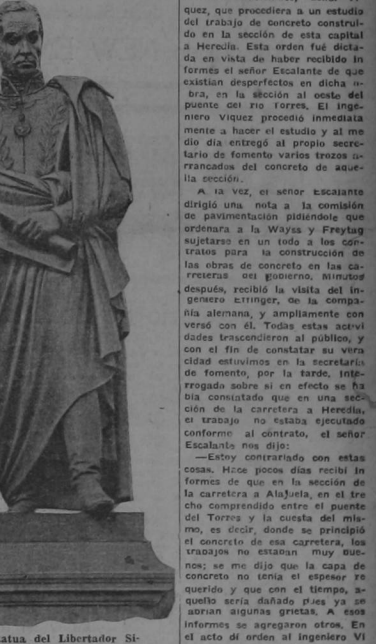 quez, que procediera a un estudio
del trabajo de concreto construi-
do en la sección de esta capital
a Heredia. Esta orden fué dicta-
da en vista de haber recibido in
formes el señor Escalante de que
existian desperfectos en dicha o-
bra, en la sección al oeste del
puente del rio Torres. El inge-
niero Víquez procedió inmediata
mente a hacer el estudio y al me
dio día entregó al propio secre-
tario de fomento varios trozos a-
rrancados del concreto de aque-
lla sección.
A la vez, el señor Escalante
dirigió una nota a la comisión
de pavimentación pidiéndole que
ordenara a la Wayss y Freytag
sujetarse en un todo a los con-
tratos para la construcción de
las obras de concreto en las ca-
rreteras del gobierno. Minutos
después, recibió la visita del in-
geniero Ettinger, de la compa-
ñía alemana, y ampliamente con
versó con él. Todas estas activi
dades trascendieron al público, y
con el fin de constatar su vera
cidad estuvimos en la secretaría
de fomento, por la tarde. Inte-
rrogado sobre si en efecto se ha
bía constatado que en una sec-
ción de la carretera a Heredia,
el trabajo no estaba ejecutado
conforme al contrato, el señor
Escalante nos dijo:
—Estoy contrariado con estas
cosas. Hace pocos días recibí in
formes de que en la sección de
la carretera a Alajuela, en el tre
cho comprendido entre el puente
del Torres y la cuesta del mis-
mo, es decir, donde se principió
el concreto de esa carretera, los
trabajos no estaban muy bue-
nos; se me dijo que la capa de
concreto no tenía el espesor re
querido y que con el tiempo, a-
quello sería dañado pues ya se
abrían algunas grietas. A esos
informes se agregaron otros. En
el acto di orden al ingeniero Ví
atua del Libertador Si-